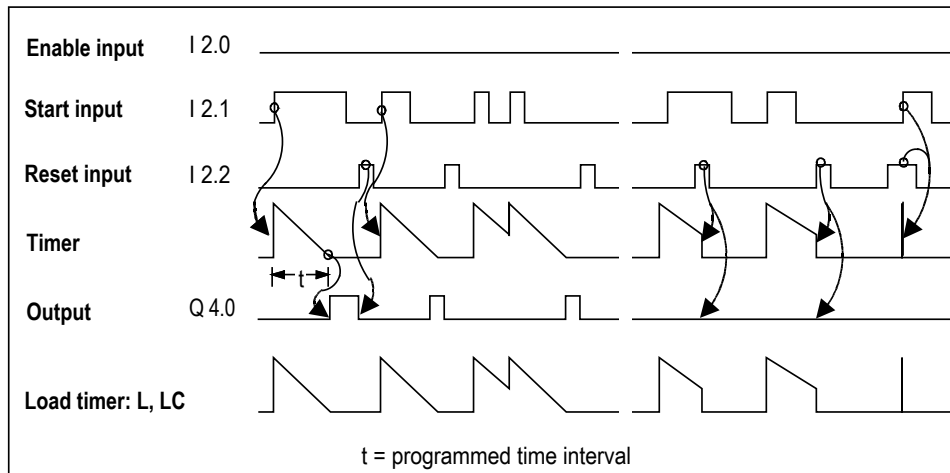 Enable input I 2.0
Start input I 2.1
Reset input I 2.2
Timer
t
Output Q 4.0
Load timer: L, LC
t = programmed time interval